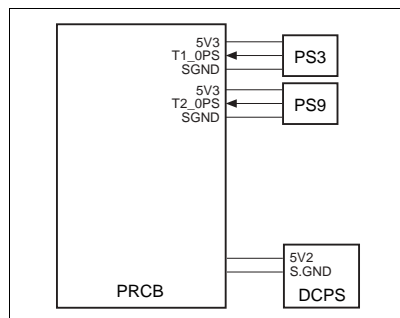 5V3
T1_0PS
SGND
PS3
5V3
T2_0PS
SGND
PS9
5V2
S.GND
DCPS
PRCB